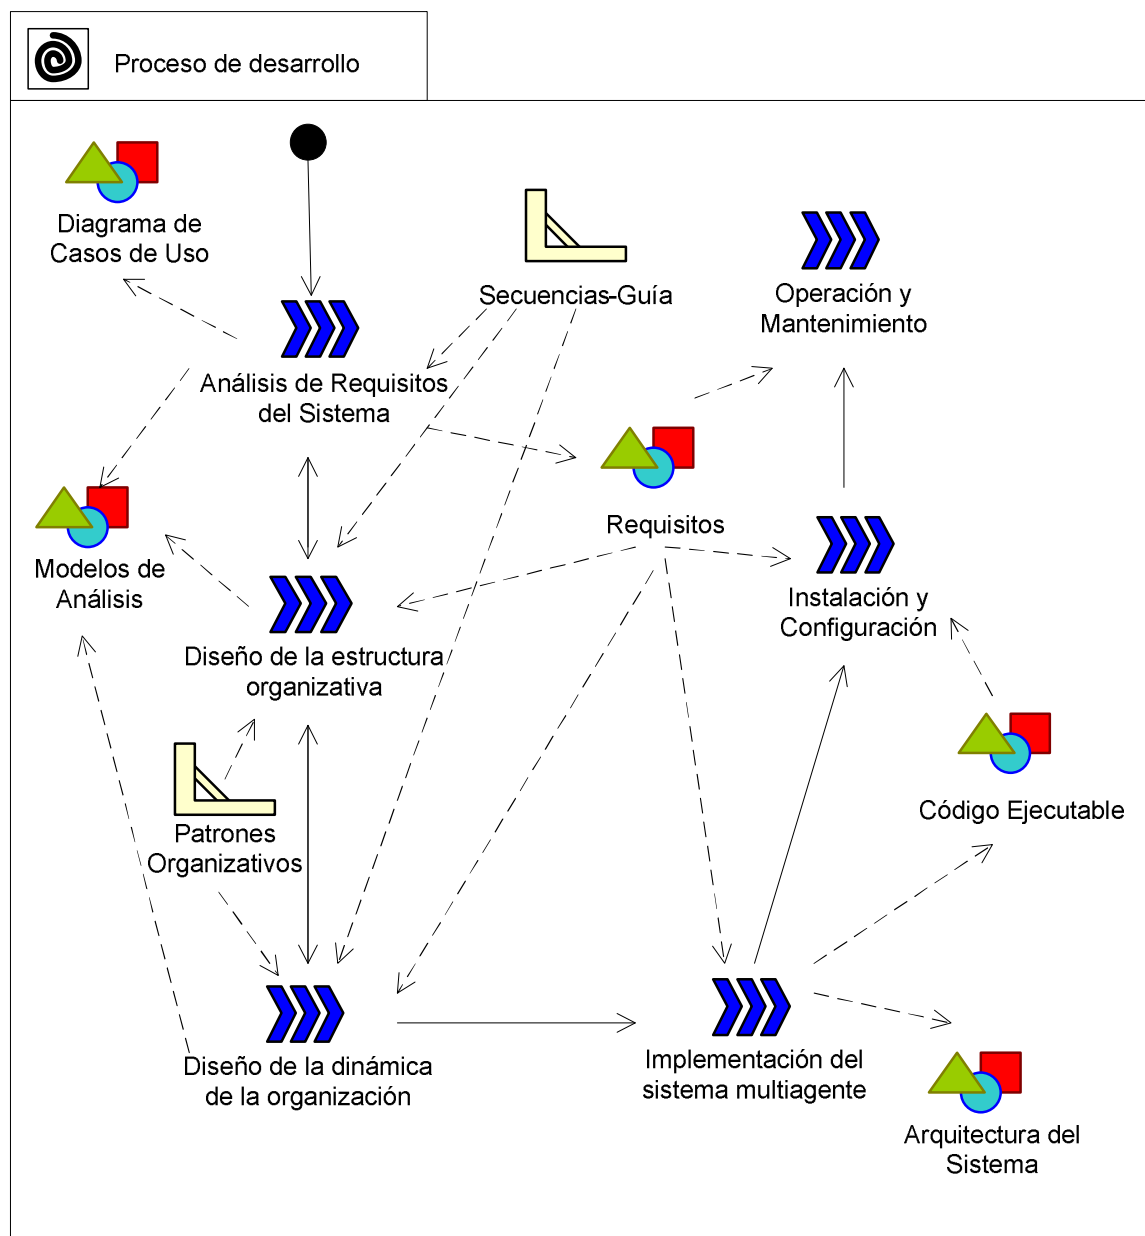 Proceso de desarrollo
Diagrama de
Casos de Uso
Secuencias-Guía
Operación y
Mantenimiento
Análisis de Requisitos
del Sistema
Requisitos
Modelos de
Análisis
Instalación y
Configuración
Diseño de la estructura
organizativa
Patrones
Organizativos
Código Ejecutable
Diseño de la dinámica
de la organización
Implementación del
sistema multiagente
Arquitectura del
Sistema